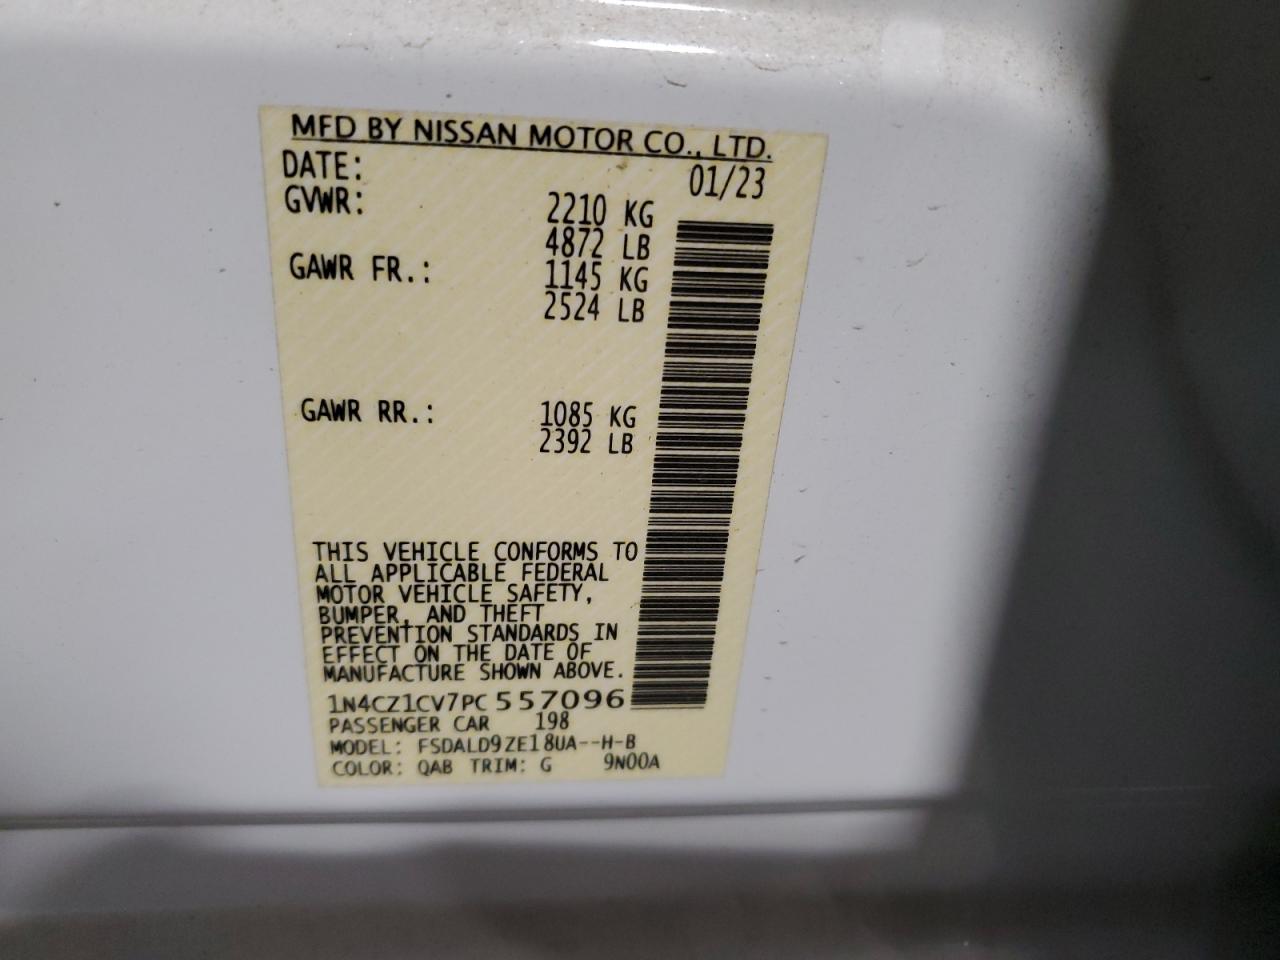 MFD BY NISSAN MOTOR CO., LTD.
DATE: 01/23
GVWR: 2210 KG
4872 LB
GAWR FR.: 1145 KG
2524 LB
GAWR RR.: 1085 KG
2392 LB
THIS VEHICLE CONFORMS TO
ALL APPLICABLE FEDERAL
MOTOR VEHICLE SAFETY,
BUMPER, AND THEFT
PREVENTION STANDARDS IN
EFFECT ON THE DATE OF
MANUFACTURE SHOWN ABOVE.
1N4CZ1CV7PC557096
PASSENGER CAR 198
MODEL: FSDALD9ZE18UA--H-B
COLOR: QAB TRIM: G 9N00A